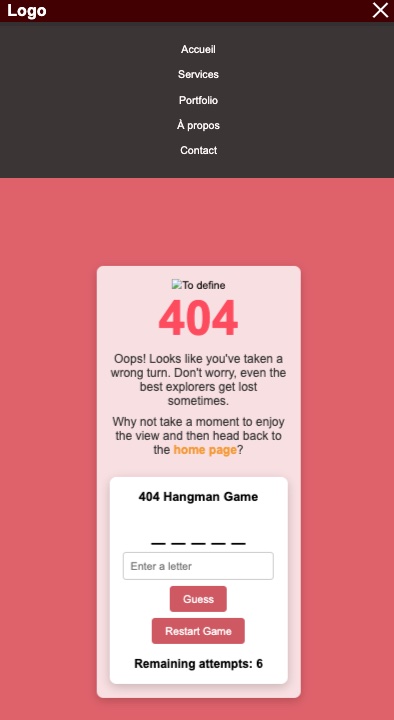 Logo
Accueil
Services
Portfolio
À propos
Contact
To define
404
Oops! Looks like you've taken a
wrong turn. Don't worry, even the
best explorers get lost
sometimes.
Why not take a moment to enjoy
the view and then head back to
the home page?
404 Hangman Game
_ _ _ _ _
Enter a letter
Guess
Restart Game
Remaining attempts: 6